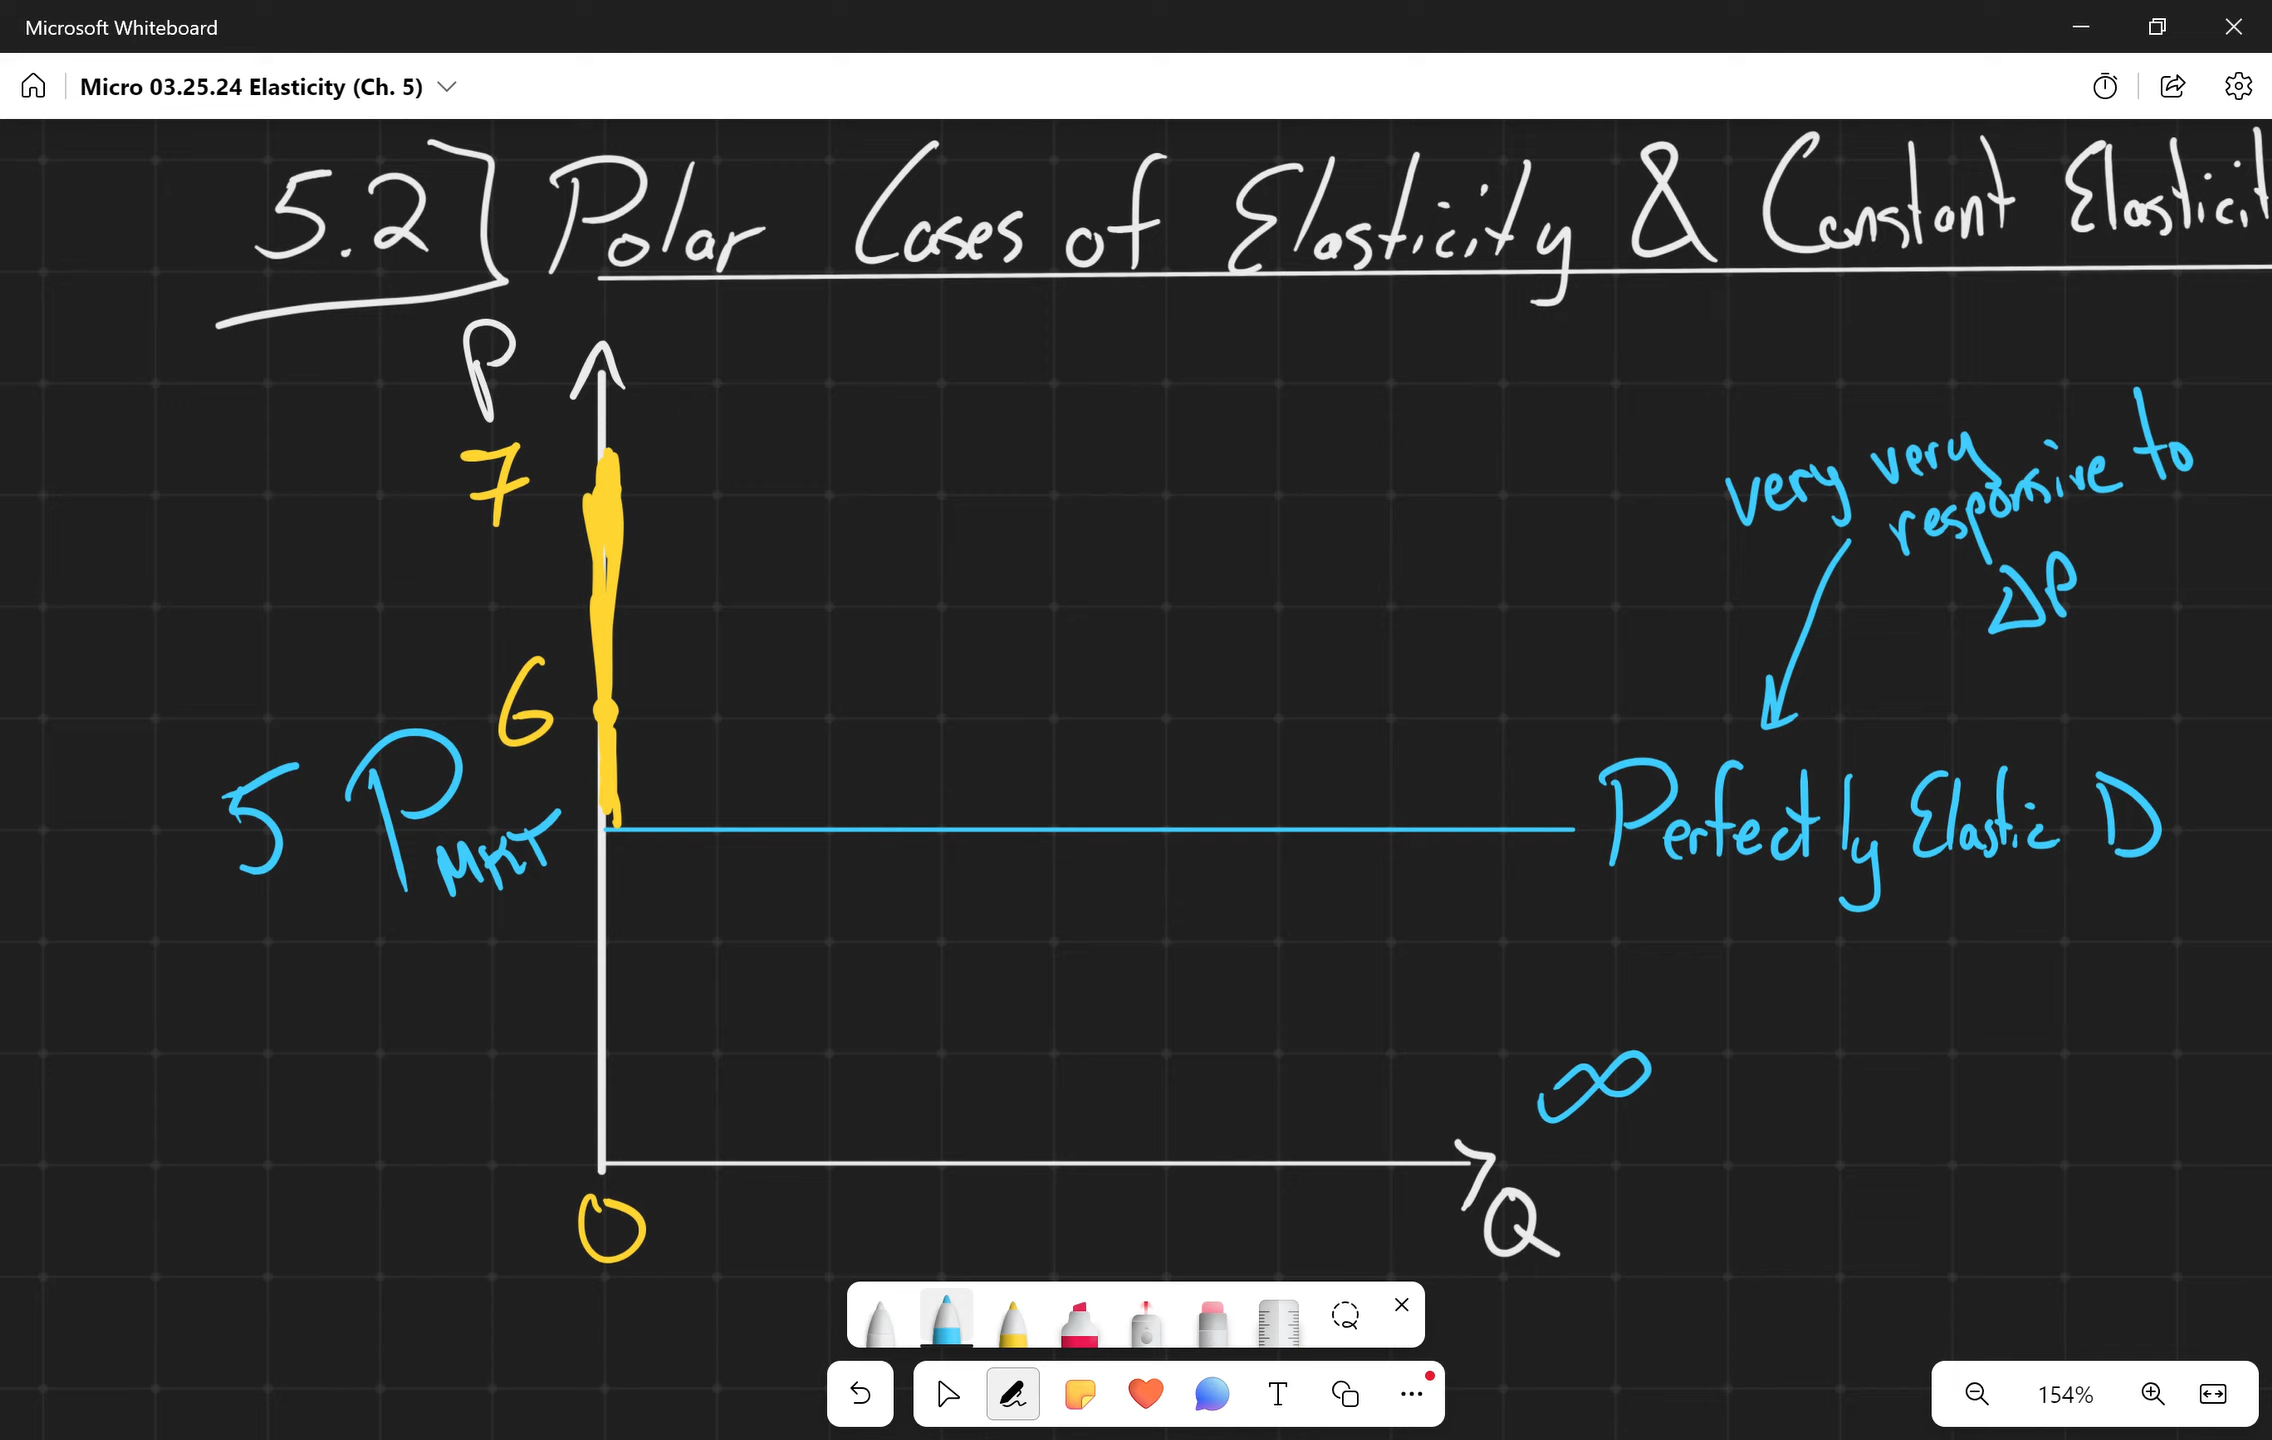 Microsoft Whiteboard
Micro 03.25.24 Elasticity (Ch. 5)
5.2] Polar Cases of Elasticity & Constant Elasticit
P
7
very very
responsive to
ΔP
6
5 PMKT
Perfectly Elastic D
∞
0
Q
T
154%